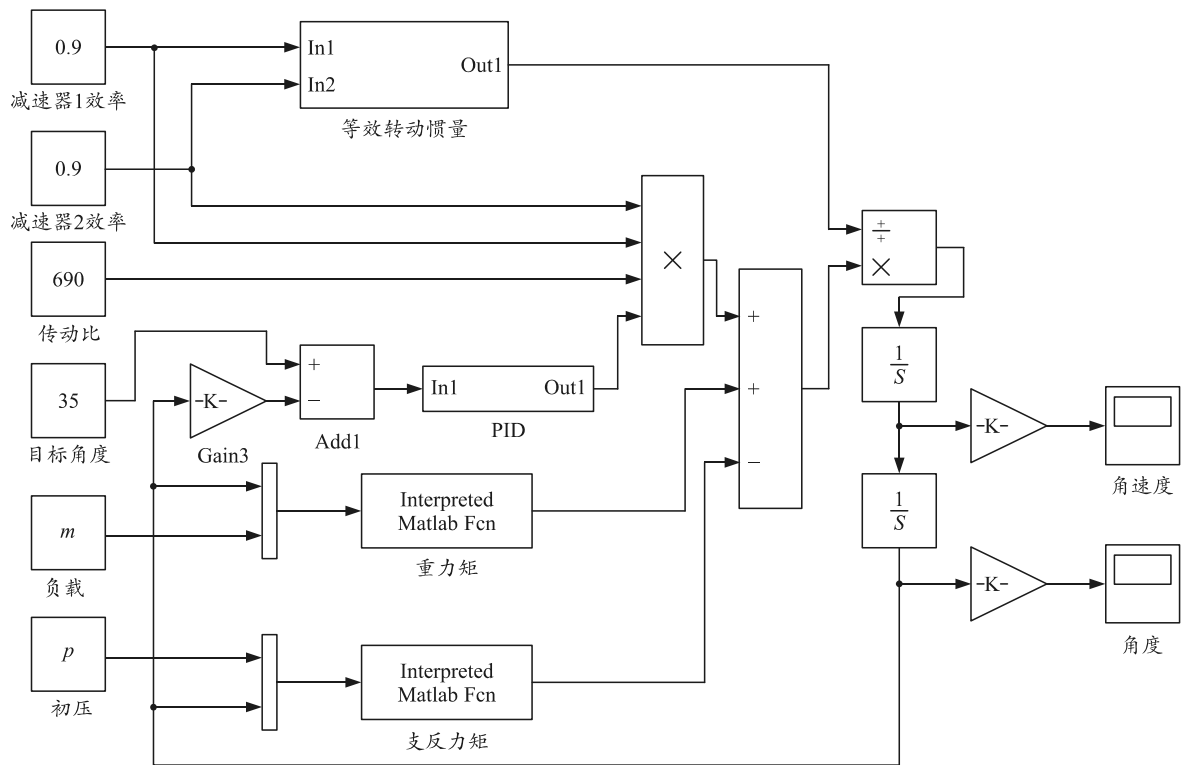 0.9
减速器1效率
In1
In2
Out1
等效转动惯量
0.9
减速器2效率
690
传动比
×
+
+
−
÷
×
1
S
35
目标角度
-K-
Gain3
+
−
Add1
In1
Out1
PID
-K-
角速度
m
负载
Interpreted
Matlab Fcn
重力矩
1
S
-K-
角度
p
初压
Interpreted
Matlab Fcn
支反力矩